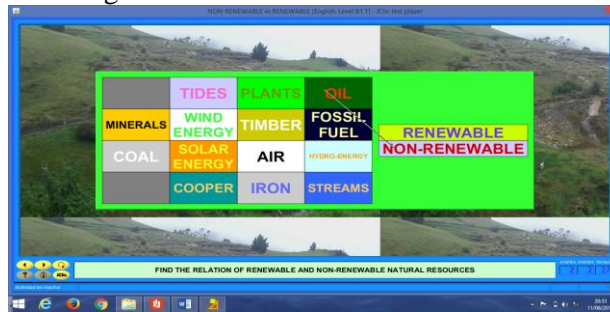 NON-RENEWABLE vs RENEWABLE (English, Level B1.1) - JClic test player
TIDES PLANTS OIL
MINERALS WIND ENERGY TIMBER FOSSIL FUEL
COAL SOLAR ENERGY AIR HYDRO-ENERGY
COOPER IRON STREAMS
RENEWABLE
NON-RENEWABLE
FIND THE RELATION OF RENEWABLE AND NON-RENEWABLE NATURAL RESOURCES
20:33